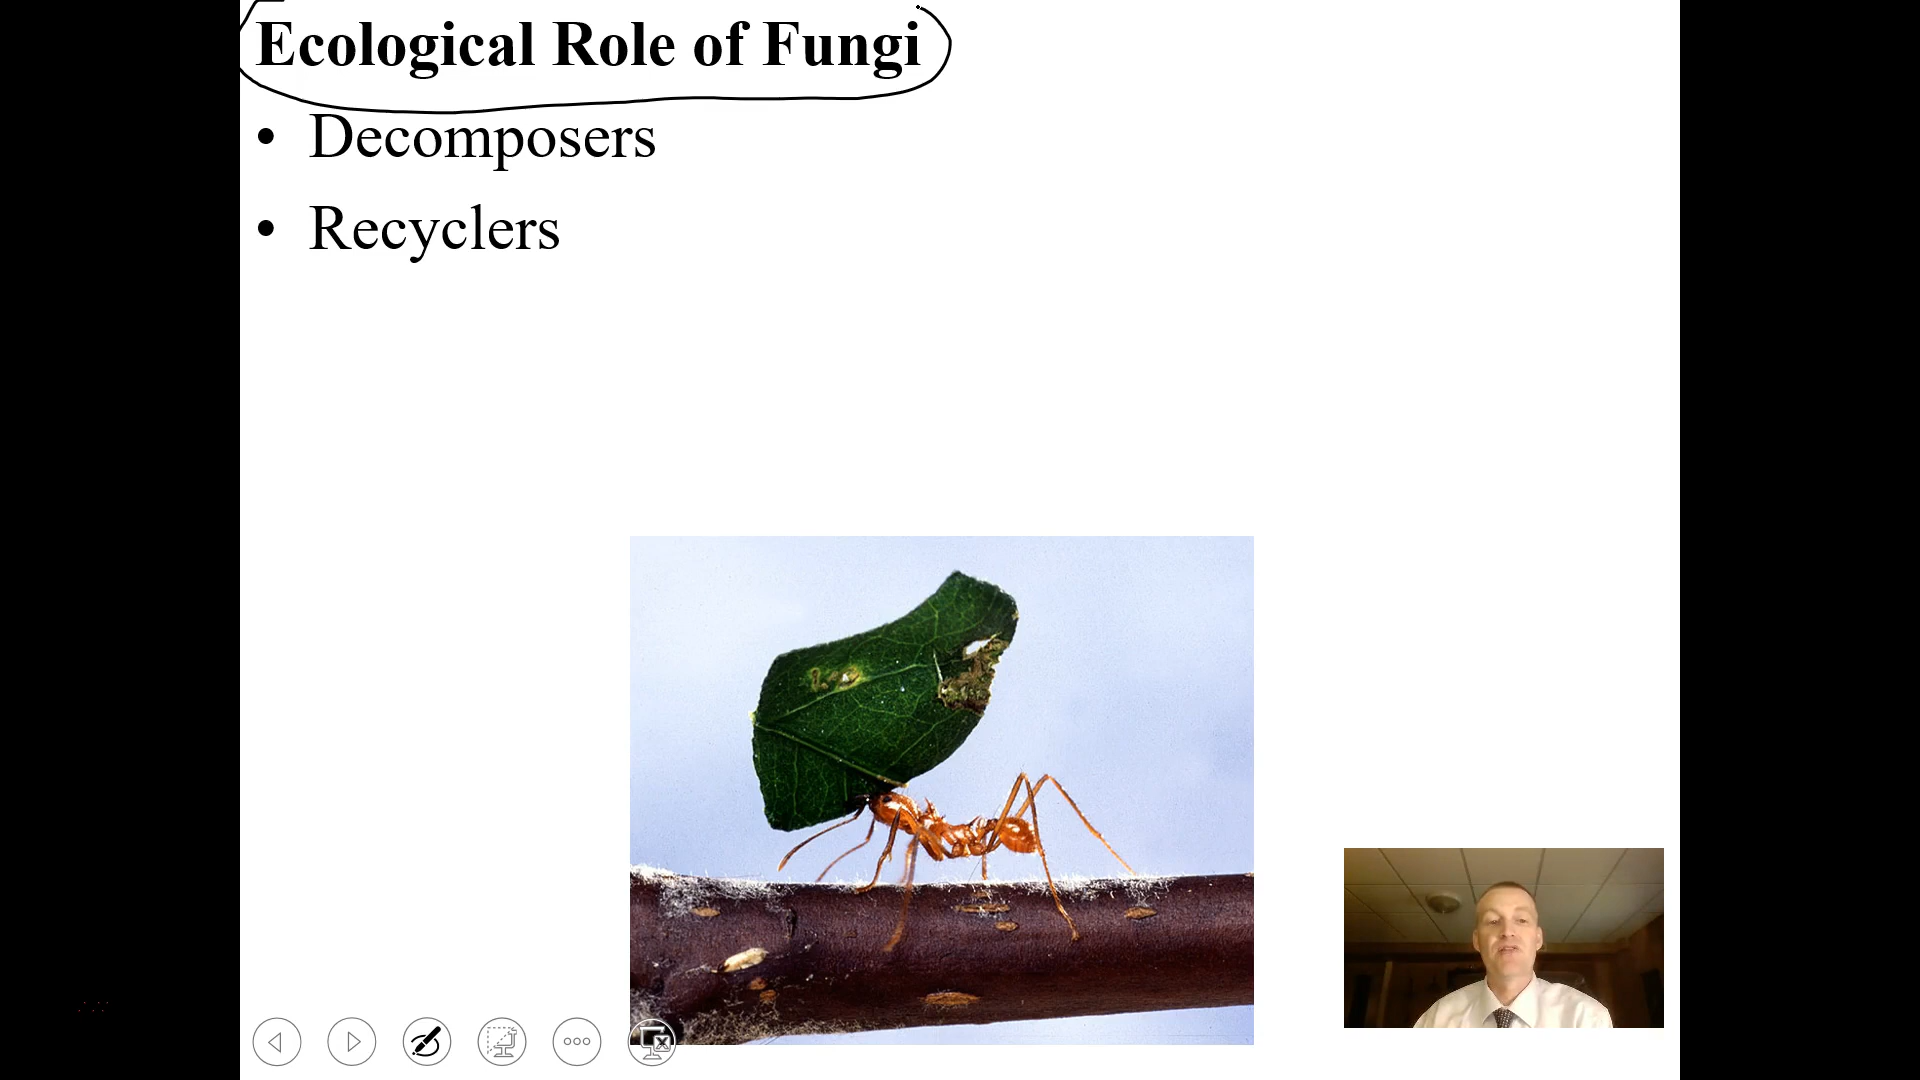 Ecological Role of Fungi
• Decomposers
• Recyclers